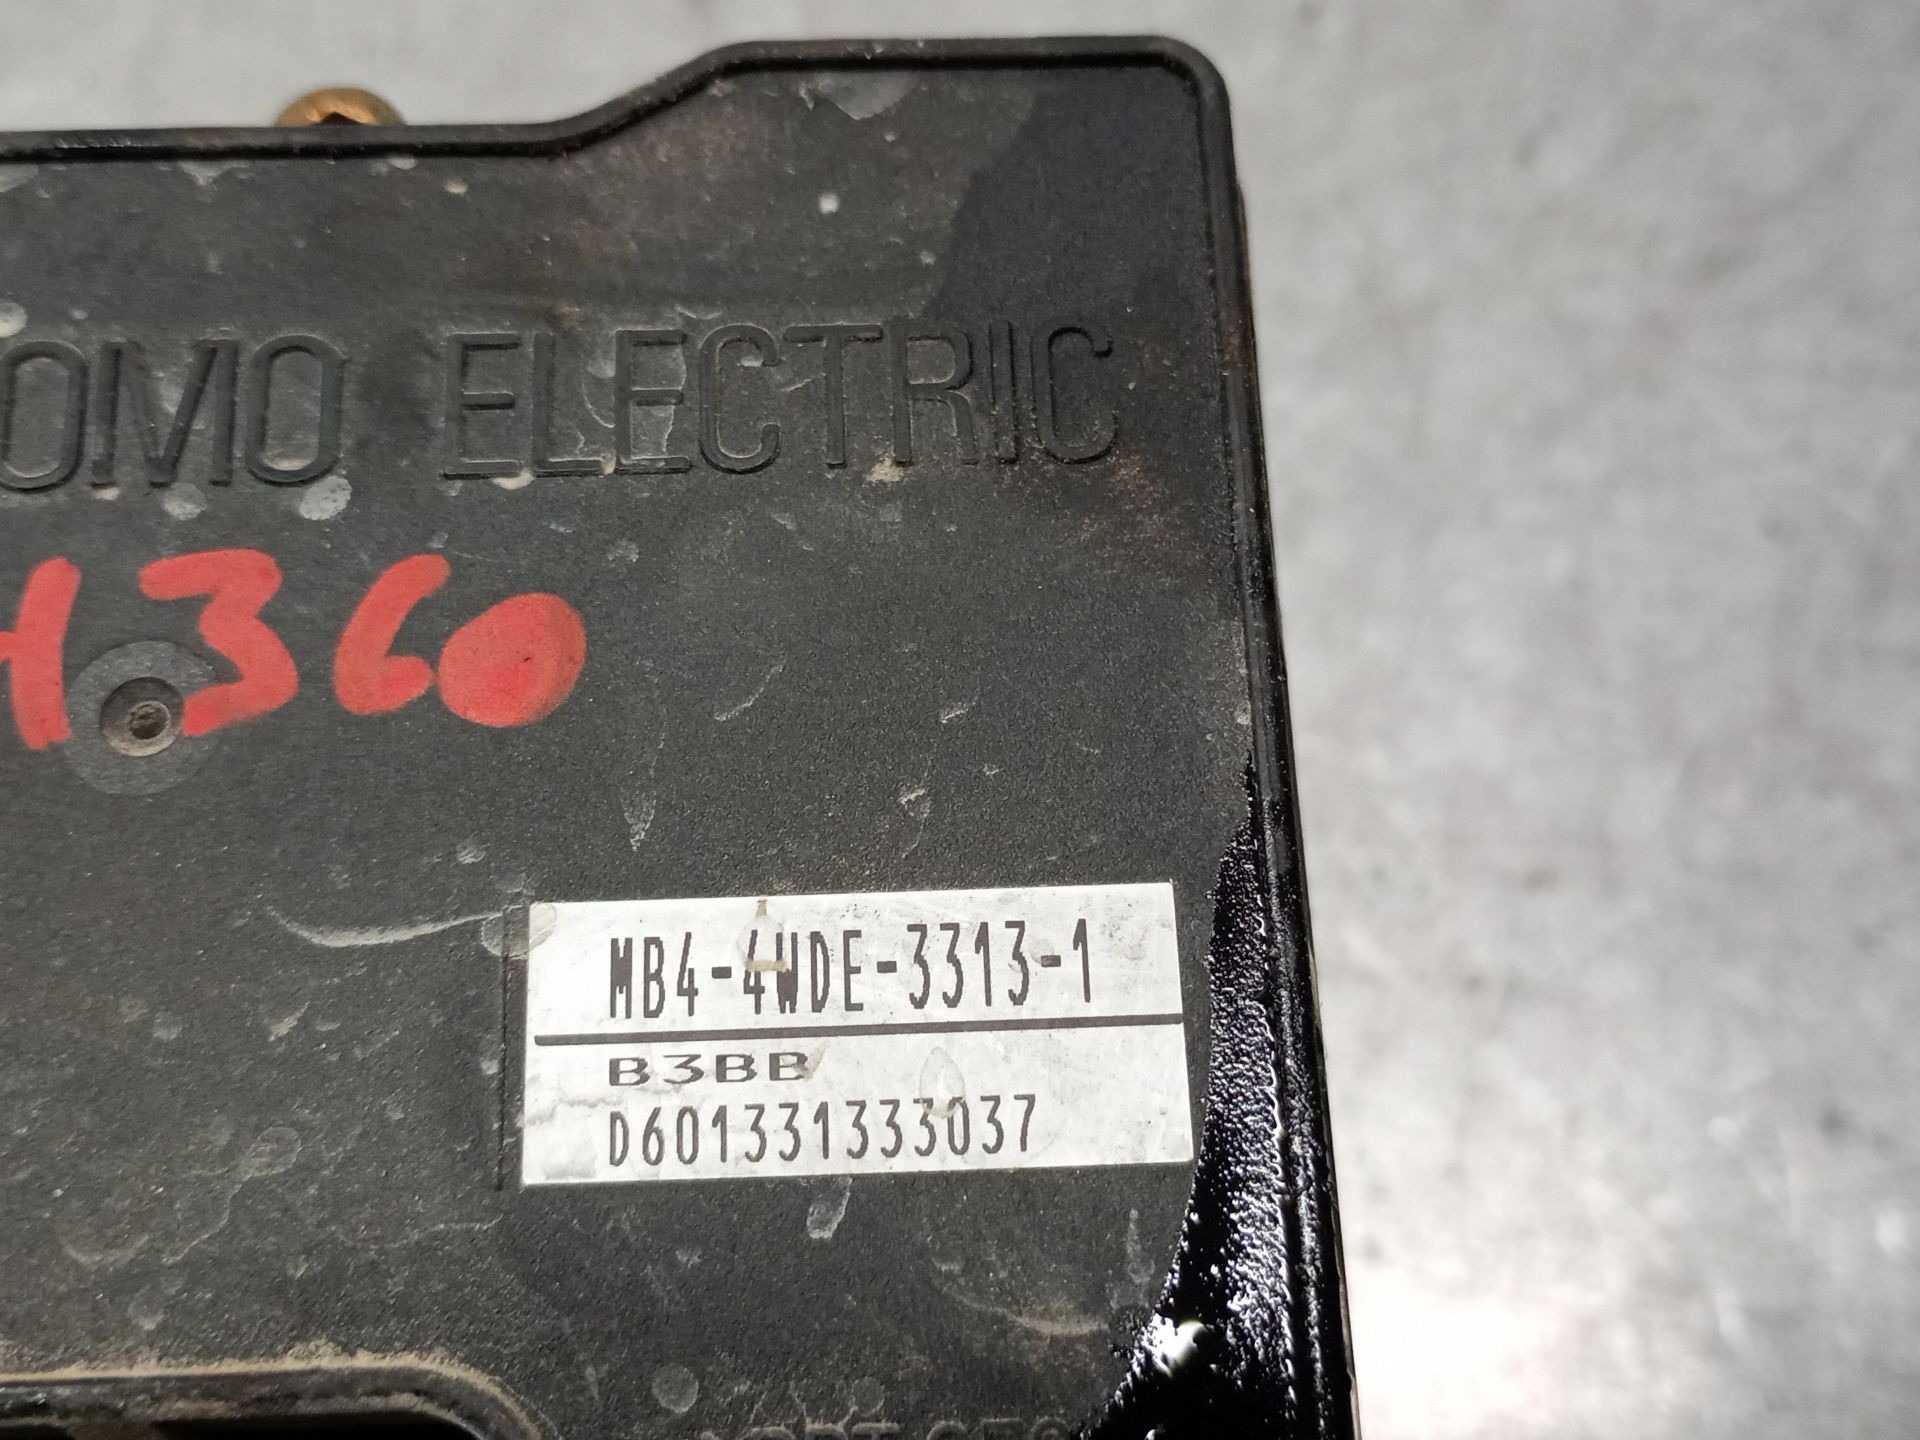 OMO ELECTRIC
H360
MB4-4WDE-3313-1
B3BB
D601331333037